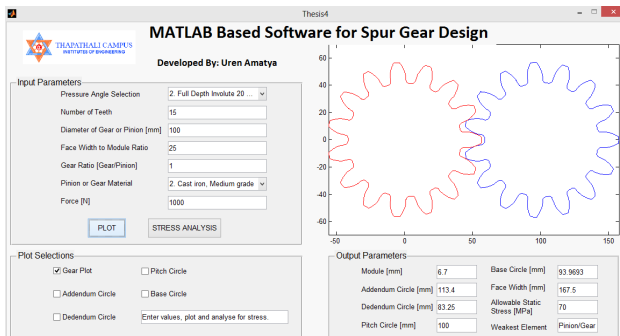 Thesis4
THAPATHALI CAMPUS
INSTITUTE OF ENGINEERING
MATLAB Based Software for Spur Gear Design
Developed By: Uren Amatya
Input Parameters
Pressure Angle Selection 2. Full Depth Involute 20 ...
Number of Teeth 15
Diameter of Gear or Pinion [mm] 100
Face Width to Module Ratio 25
Gear Ratio [Gear/Pinion] 1
Pinion or Gear Material 2. Cast iron, Medium grade
Force [N] 1000
PLOT STRESS ANALYSIS
60
40
20
0
-20
-40
-60
-50 0 50 100 150
Plot Selections
Gear Plot Pitch Circle
Addendum Circle Base Circle
Dedendum Circle Enter values, plot and analyse for stress.
Output Parameters
Module [mm] 6.7 Base Circle [mm] 93.9693
Addendum Circle [mm] 113.4 Face Width [mm] 167.5
Dedendum Circle [mm] 83.25 Allowable Static
Stress [MPa] 70
Pitch Circle [mm] 100 Weakest Element Pinion/Gear